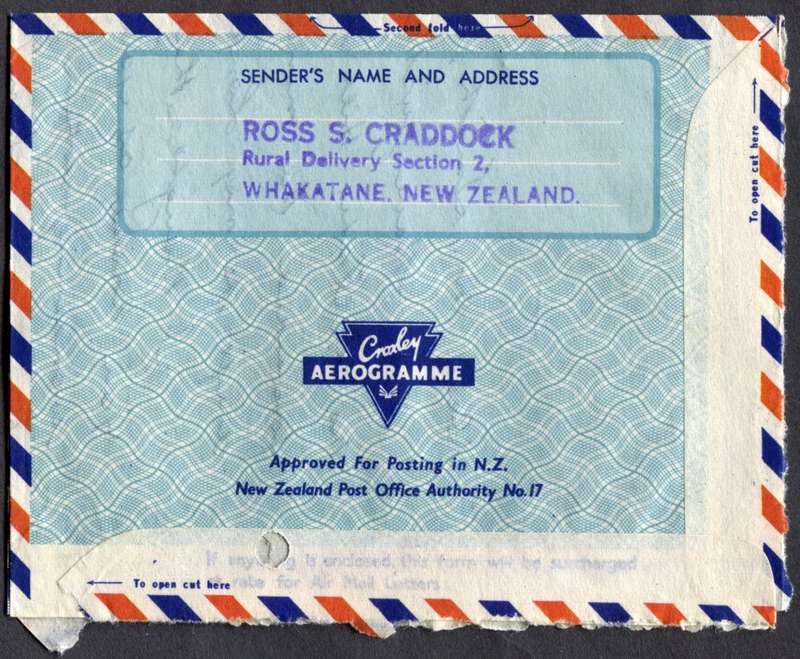 Second fold here
SENDER'S NAME AND ADDRESS
ROSS S. CRADDOCK
Rural Delivery Section 2,
WHAKATANE, NEW ZEALAND.
To open cut here
Croxley
AEROGRAMME
Approved For Posting in N.Z.
New Zealand Post Office Authority No.17
If anything is enclosed, this form will be surcharged
at rate for Air Mail Letters.
To open cut here